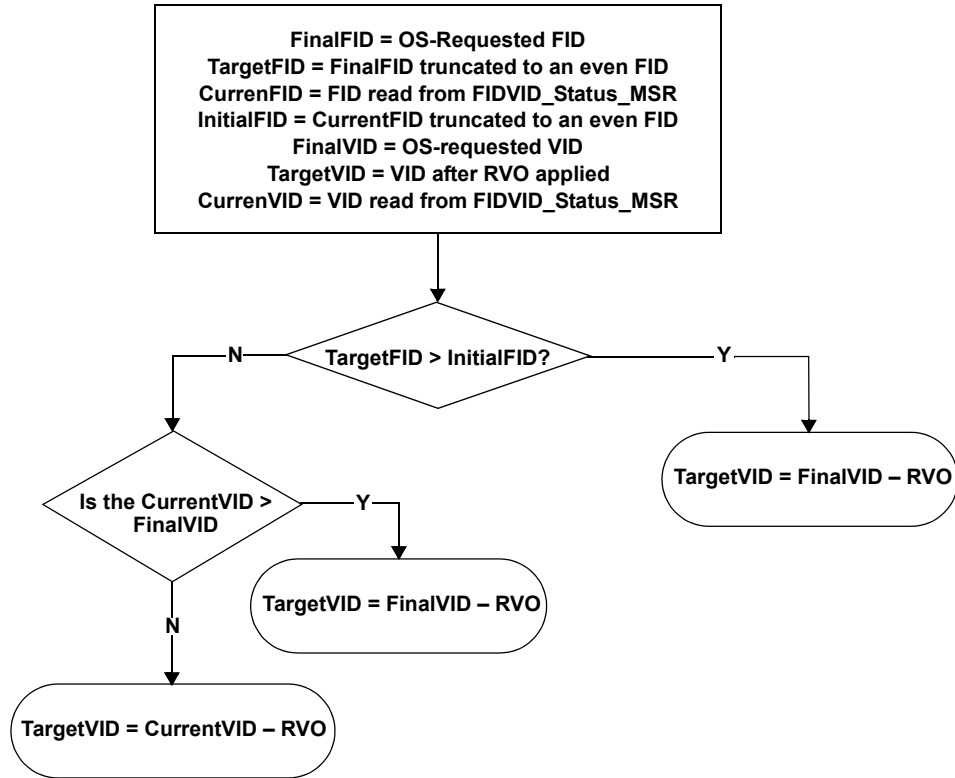 FinalFID = OS-Requested FID
TargetFID = FinalFID truncated to an even FID
CurrenFID = FID read from FIDVID_Status_MSR
InitialFID = CurrentFID truncated to an even FID
FinalVID = OS-requested VID
TargetVID = VID after RVO applied
CurrenVID = VID read from FIDVID_Status_MSR
N
TargetFID > InitialFID?
Y
TargetVID = FinalVID – RVO
Is the CurrentVID >
FinalVID
Y
TargetVID = FinalVID – RVO
N
TargetVID = CurrentVID – RVO